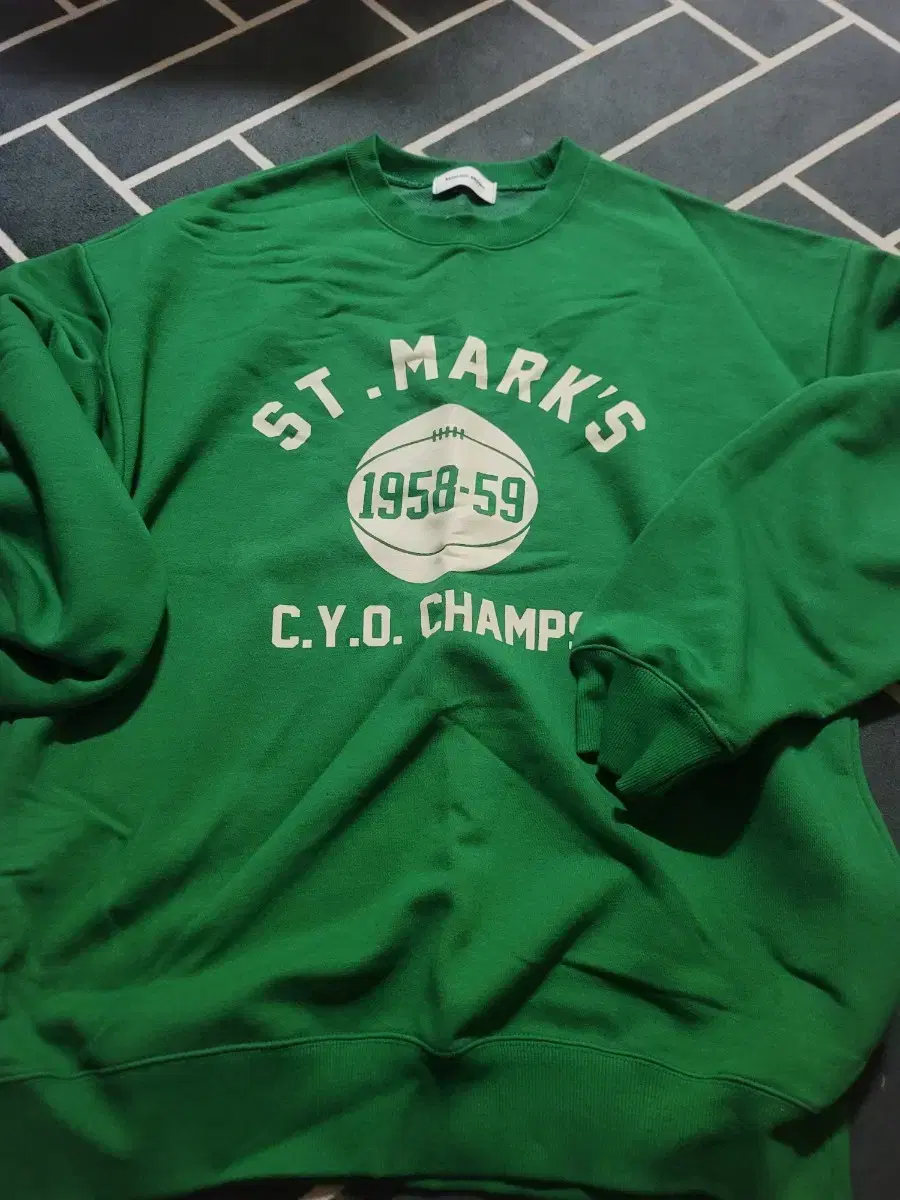 ST. MARK'S
1958-59
C.Y.O. CHAMPS